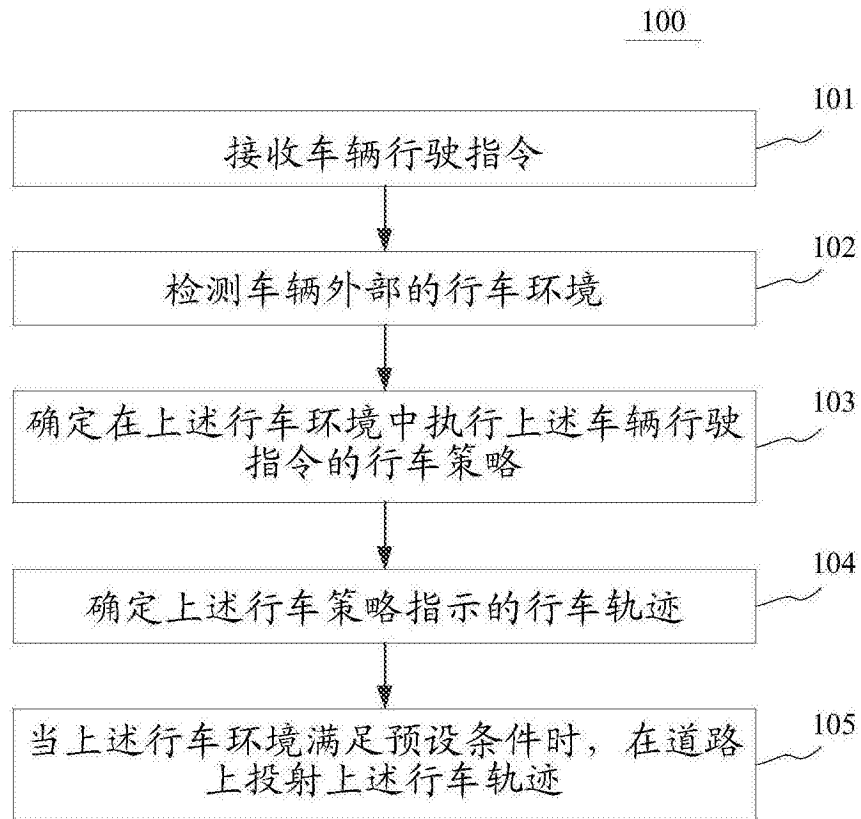 100
101
接收车辆行驶指令
102
检测车辆外部的行车环境
103
确定在上述行车环境中执行上述车辆行驶
指令的行车策略
104
确定上述行车策略指示的行车轨迹
105
当上述行车环境满足预设条件时，在道路
上投射上述行车轨迹